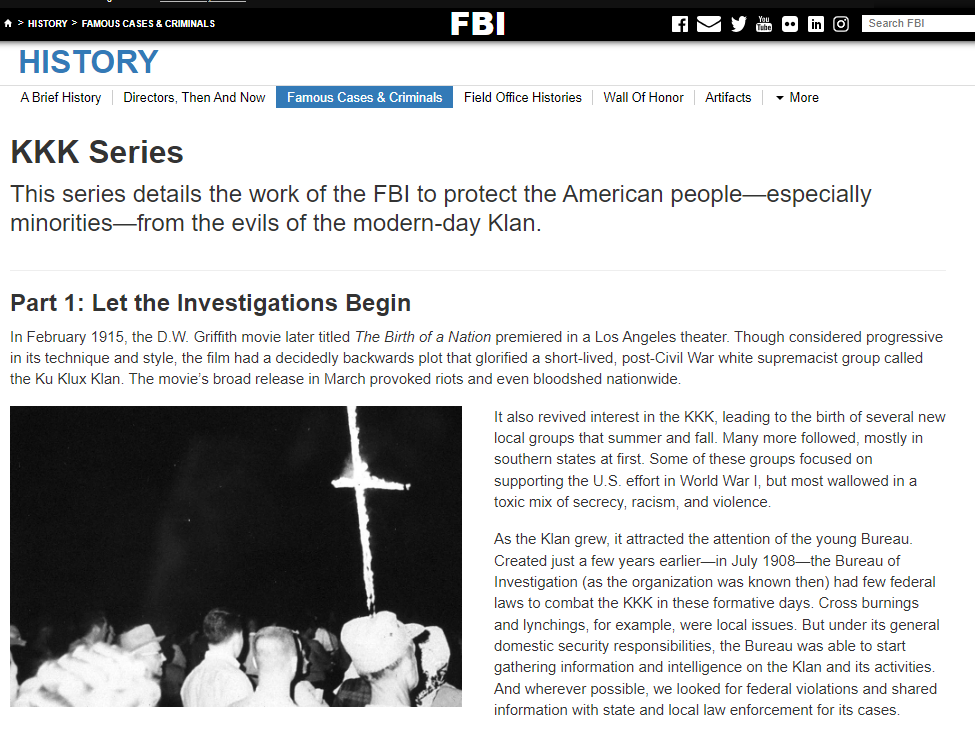 > HISTORY > FAMOUS CASES & CRIMINALS
FBI
You
Tube
in
Search FBI
HISTORY
A Brief History
Directors, Then And Now
Famous Cases & Criminals
Field Office Histories
Wall Of Honor
Artifacts
More
KKK Series
This series details the work of the FBI to protect the American people—especially
minorities—from the evils of the modern-day Klan.
Part 1: Let the Investigations Begin
In February 1915, the D.W. Griffith movie later titled The Birth of a Nation premiered in a Los Angeles theater. Though considered progressive
in its technique and style, the film had a decidedly backwards plot that glorified a short-lived, post-Civil War white supremacist group called
the Ku Klux Klan. The movie's broad release in March provoked riots and even bloodshed nationwide.
It also revived interest in the KKK, leading to the birth of several new
local groups that summer and fall. Many more followed, mostly in
southern states at first. Some of these groups focused on
supporting the U.S. effort in World War I, but most wallowed in a
toxic mix of secrecy, racism, and violence.
As the Klan grew, it attracted the attention of the young Bureau.
Created just a few years earlier—in July 1908—the Bureau of
Investigation (as the organization was known then) had few federal
laws to combat the KKK in these formative days. Cross burnings
and lynchings, for example, were local issues. But under its general
domestic security responsibilities, the Bureau was able to start
gathering information and intelligence on the Klan and its activities.
And wherever possible, we looked for federal violations and shared
information with state and local law enforcement for its cases.